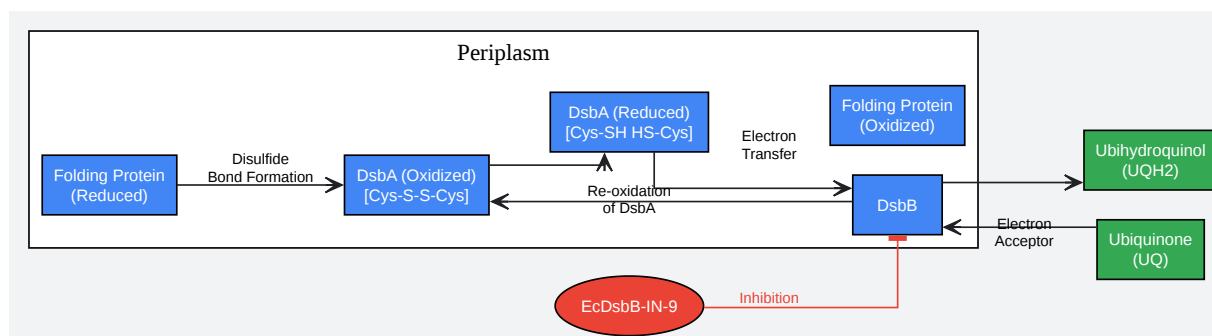 Periplasm
DsbA (Reduced)
[Cys-SH HS-Cys]
Folding Protein
(Oxidized)
Electron
Transfer
Ubihydroquinol
(UQH2)
Folding Protein
(Reduced)
Disulfide
Bond Formation
DsbA (Oxidized)
[Cys-S-S-Cys]
Re-oxidation
of DsbA
DsbB
Electron
Acceptor
Ubiquinone
(UQ)
EcDsbB-IN-9
Inhibition